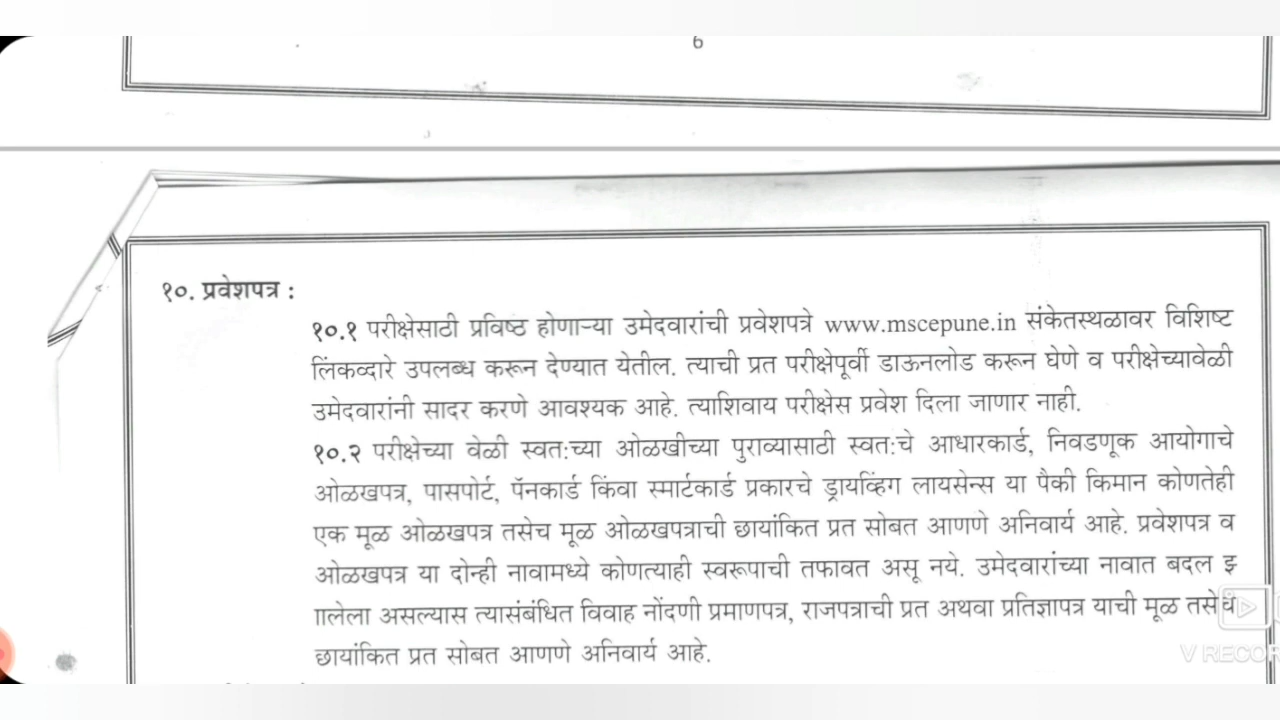 6
१०. प्रवेशपत्र :
१०.१ परीक्षेसाठी प्रविष्ठ होणाऱ्या उमेदवारांची प्रवेशपत्रे www.mscepune.in संकेतस्थळावर विशिष्ट
लिंकव्दारे उपलब्ध करून देण्यात येतील. त्याची प्रत परीक्षेपूर्वी डाऊनलोड करून घेणे व परीक्षेच्यावेळी
उमेदवारांनी सादर करणे आवश्यक आहे. त्याशिवाय परीक्षेस प्रवेश दिला जाणार नाही.
१०.२ परीक्षेच्या वेळी स्वत:च्या ओळखीच्या पुराव्यासाठी स्वत:चे आधारकार्ड, निवडणूक आयोगाचे
ओळखपत्र, पासपोर्ट, पॅनकार्ड किंवा स्मार्टकार्ड प्रकारचे ड्रायव्हिंग लायसेन्स या पैकी किमान कोणतेही
एक मूळ ओळखपत्र तसेच मूळ ओळखपत्राची छायांकित प्रत सोबत आणणे अनिवार्य आहे. प्रवेशपत्र व
ओळखपत्र या दोन्ही नावामध्ये कोणत्याही स्वरूपाची तफावत असू नये. उमेदवारांच्या नावात बदल इ
ालेला असल्यास त्यासंबंधित विवाह नोंदणी प्रमाणपत्र, राजपत्राची प्रत अथवा प्रतिज्ञापत्र याची मूळ तसेच
छायांकित प्रत सोबत आणणे अनिवार्य आहे.
V RECOR